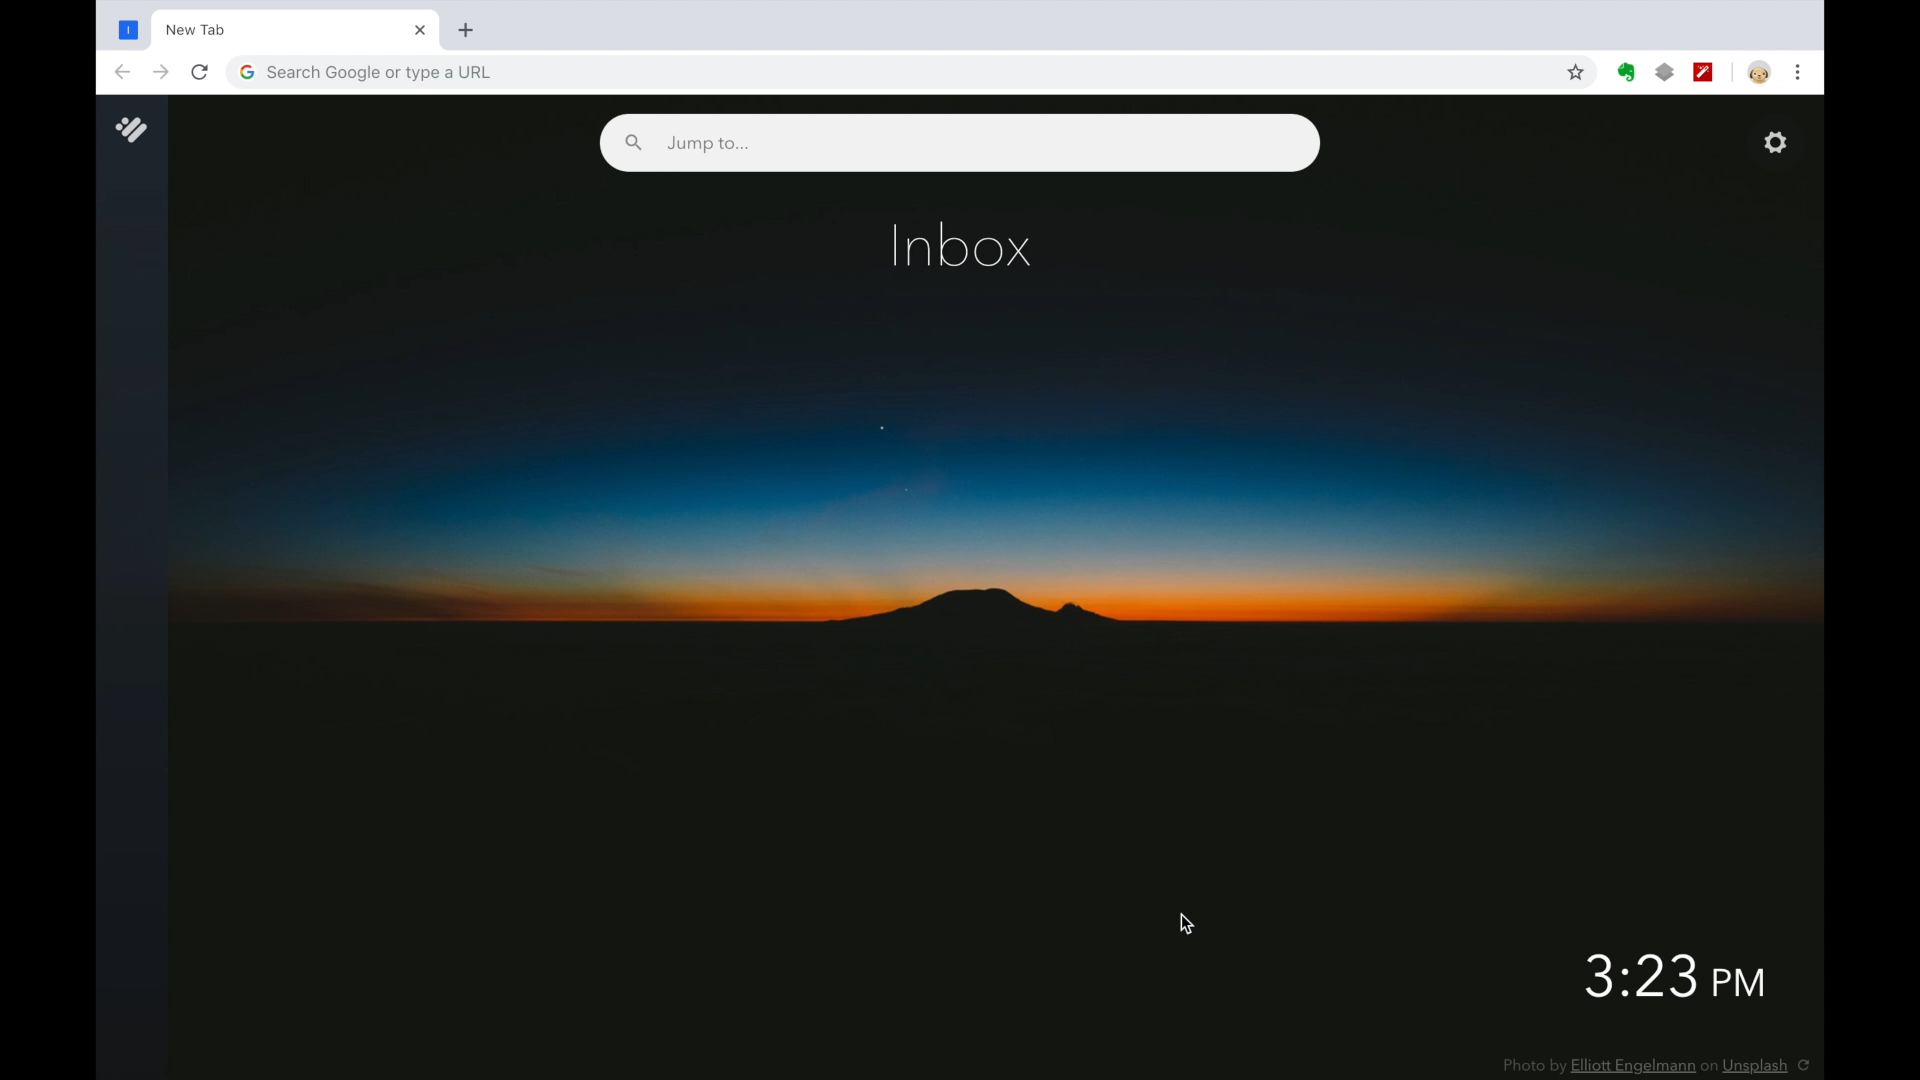 New Tab
Search Google or type a URL
Jump to...
Inbox
3:23 PM
Photo by Elliott Engelmann on Unsplash